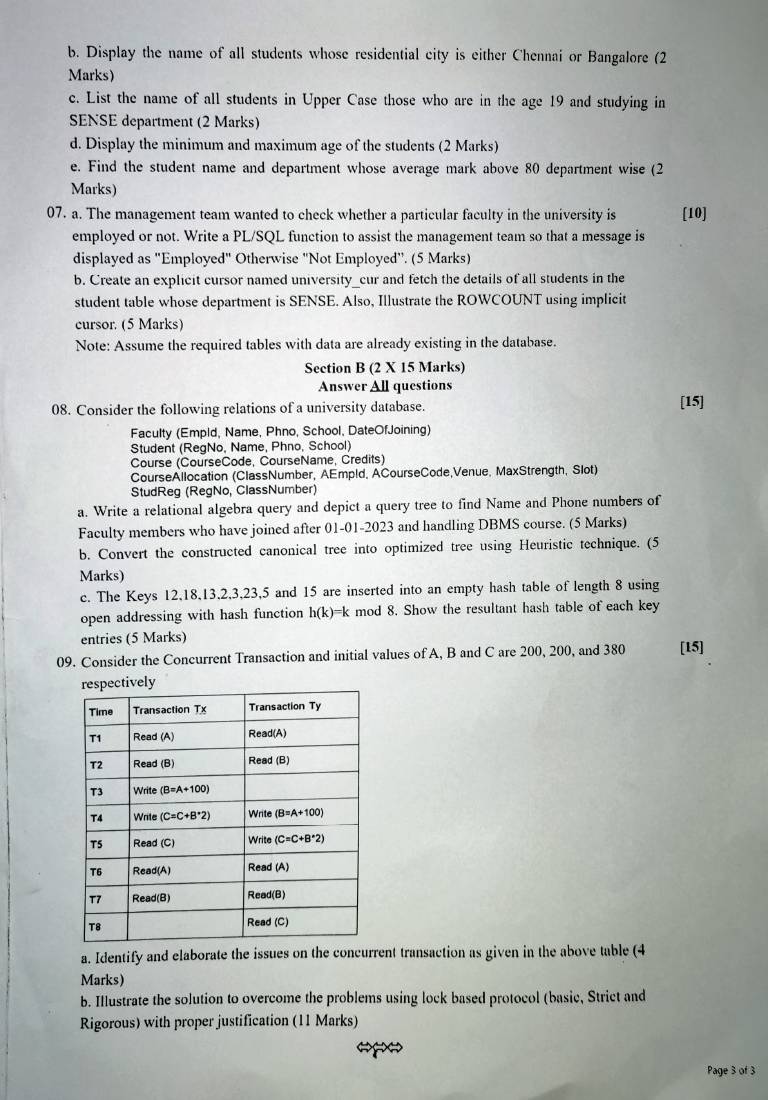 b. Display the name of all students whose residential city is either Chennai or Bangalore (2
Marks)
c. List the name of all students in Upper Case those who are in the age 19 and studying in
SENSE department (2 Marks)
d. Display the minimum and maximum age of the students (2 Marks)
e. Find the student name and department whose average mark above 80 department wise (2
Marks)
07. a. The management team wanted to check whether a particular faculty in the university is [10]
employed or not. Write a PL/SQL function to assist the management team so that a message is
displayed as "Employed" Otherwise "Not Employed". (5 Marks)
b. Create an explicit cursor named university_cur and fetch the details of all students in the
student table whose department is SENSE. Also, Illustrate the ROWCOUNT using implicit
cursor. (5 Marks)
Note: Assume the required tables with data are already existing in the database.
Section B (2 X 15 Marks)
Answer All questions
08. Consider the following relations of a university database. [15]
Faculty (EmpId, Name, Phno, School, DateOfJoining)
Student (RegNo, Name, Phno, School)
Course (CourseCode, CourseName, Credits)
CourseAllocation (ClassNumber, AEmpId, ACourseCode,Venue, MaxStrength, Slot)
StudReg (RegNo, ClassNumber)
a. Write a relational algebra query and depict a query tree to find Name and Phone numbers of
Faculty members who have joined after 01-01-2023 and handling DBMS course. (5 Marks)
b. Convert the constructed canonical tree into optimized tree using Heuristic technique. (5
Marks)
c. The Keys 12,18,13,2,3,23,5 and 15 are inserted into an empty hash table of length 8 using
open addressing with hash function h(k)=k mod 8. Show the resultant hash table of each key
entries (5 Marks)
09. Consider the Concurrent Transaction and initial values of A, B and C are 200, 200, and 380 [15]
respectively
Time Transaction Tx Transaction Ty
T1 Read (A) Read(A)
T2 Read (B) Read (B)
T3 Write (B=A+100)
T4 Write (C=C+B*2) Write (B=A+100)
T5 Read (C) Write (C=C+B*2)
T6 Read(A) Read (A)
T7 Read(B) Read(B)
T8 Read (C)
a. Identify and elaborate the issues on the concurrent transaction as given in the above table (4
Marks)
b. Illustrate the solution to overcome the problems using lock based protocol (basic, Strict and
Rigorous) with proper justification (11 Marks)
Page 3 of 3